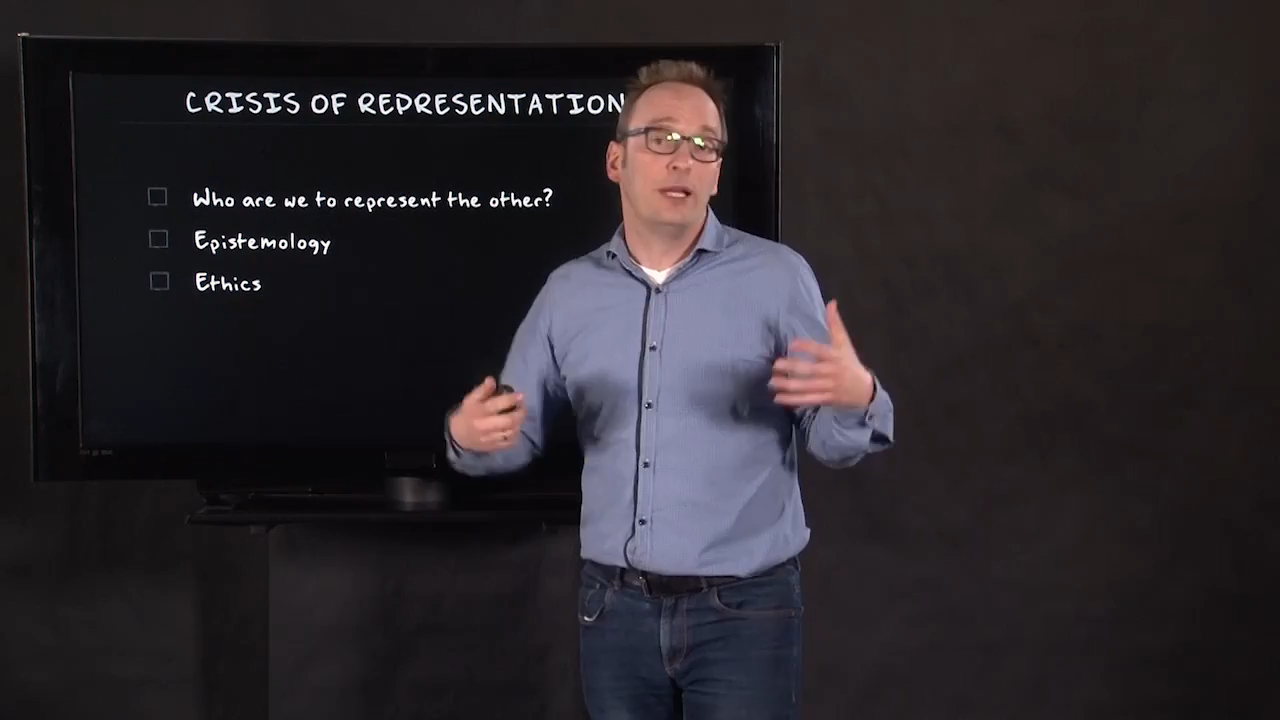 CRISIS OF REPRESENTATION
Who are we to represent the other?
Epistemology
Ethics